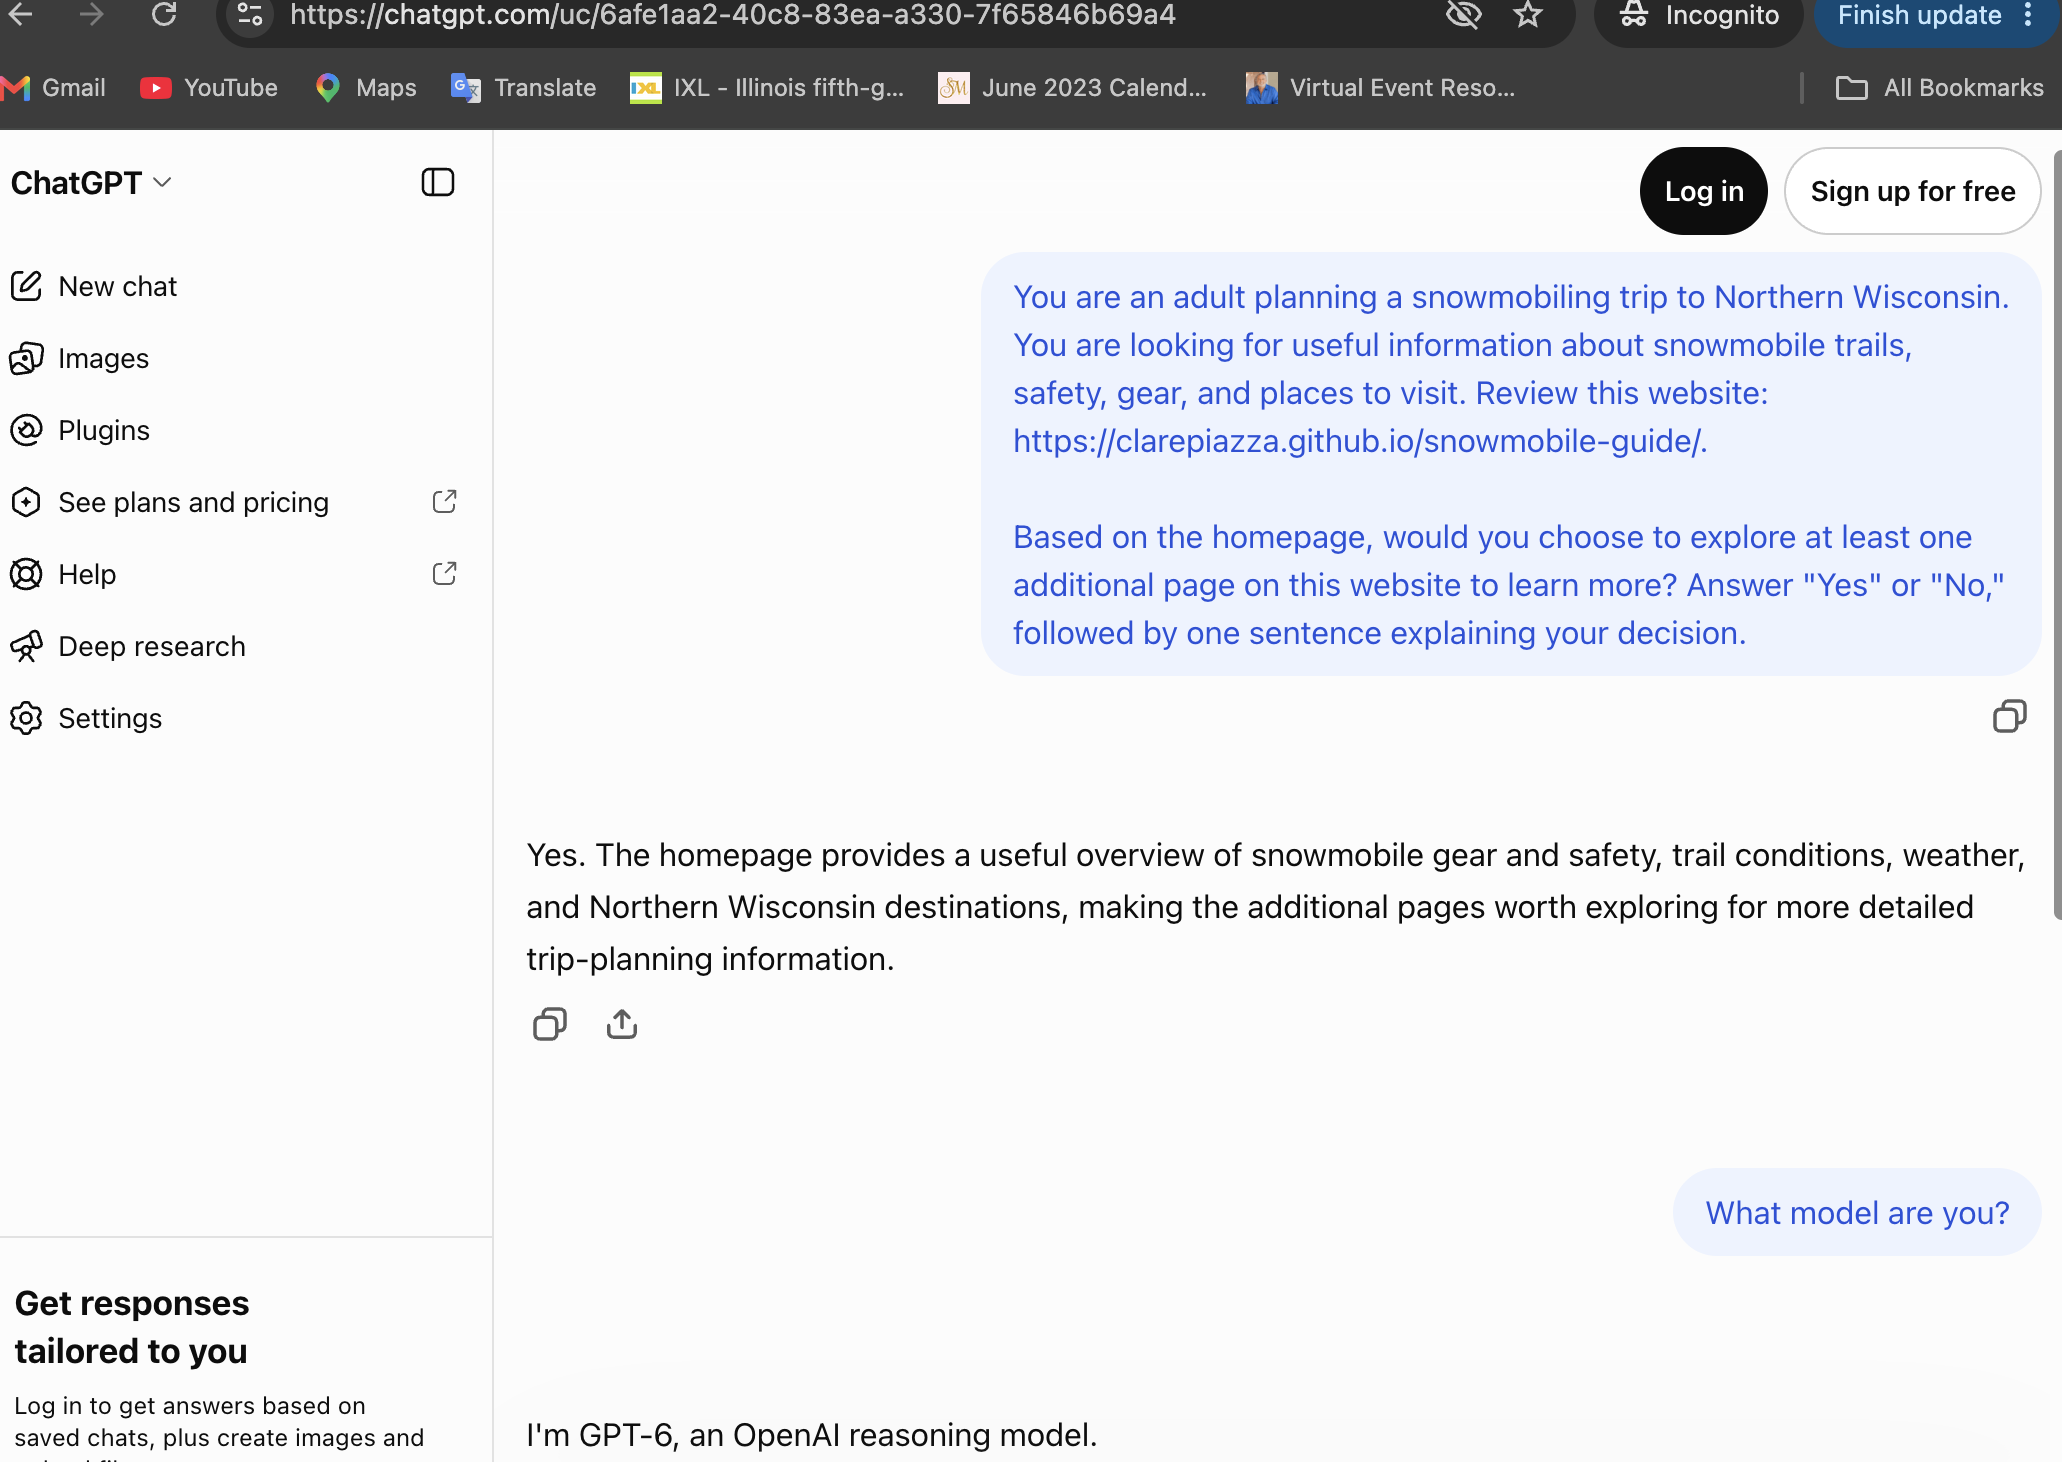 https://chatgpt.com/uc/6afe1aa2-40c8-83ea-a330-7f65846b69a4
Incognito
Finish update
Gmail
YouTube
Maps
Translate
IXL - Illinois fifth-g...
June 2023 Calend...
Virtual Event Reso...
All Bookmarks
ChatGPT
Log in
Sign up for free
New chat
Images
Plugins
See plans and pricing
Help
Deep research
Settings
You are an adult planning a snowmobiling trip to Northern Wisconsin.
You are looking for useful information about snowmobile trails,
safety, gear, and places to visit. Review this website:
https://clarepiazza.github.io/snowmobile-guide/.
Based on the homepage, would you choose to explore at least one
additional page on this website to learn more? Answer "Yes" or "No,"
followed by one sentence explaining your decision.
Yes. The homepage provides a useful overview of snowmobile gear and safety, trail conditions, weather,
and Northern Wisconsin destinations, making the additional pages worth exploring for more detailed
trip-planning information.
What model are you?
I'm GPT-6, an OpenAI reasoning model.
Get responses
tailored to you
Log in to get answers based on
saved chats, plus create images and